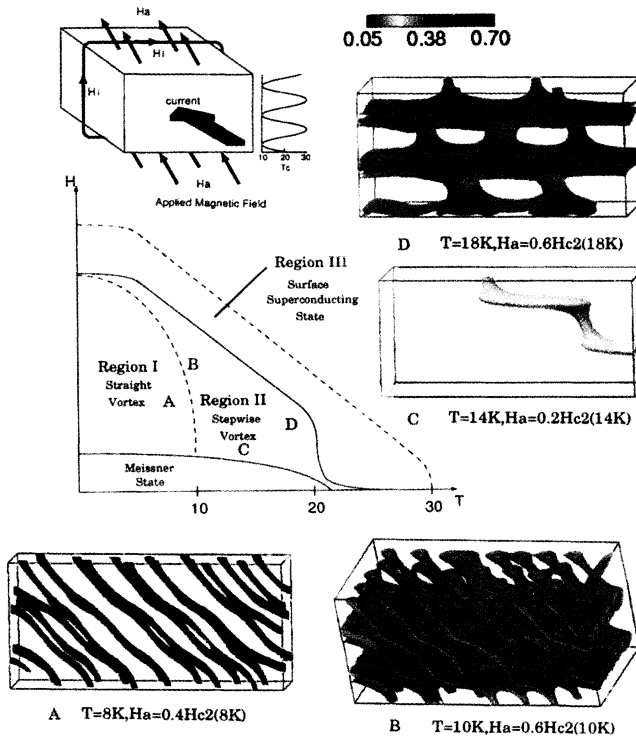 Ha
Hi
Hi
current
Ha
10 20 30
Tc
Applied Magnetic Field
0.05 0.38 0.70
D T=18K,Ha=0.6Hc2(18K)
H
Region III
Surface
Superconducting
State
Region I
Straight
Vortex
B
A
Region II
Stepwise
Vortex
D
C
Meissner
State
10 20 30
T
C T=14K,Ha=0.2Hc2(14K)
A T=8K,Ha=0.4Hc2(8K)
B T=10K,Ha=0.6Hc2(10K)